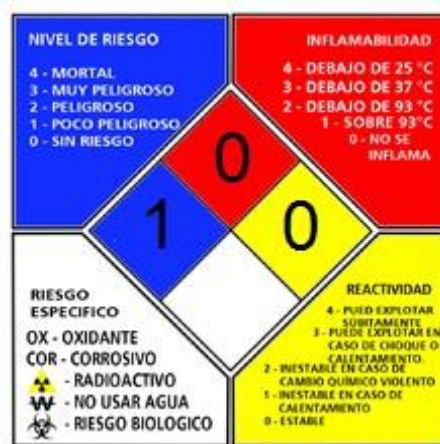 NIVEL DE RIESGO
4 - MORTAL
3 - MUY PELIGROSO
2 - PELIGROSO
1 - POCO PELIGROSO
0 - SIN RIESGO
INFLAMABILIDAD
4 - DEBAJO DE 25 °C
3 - DEBAJO DE 37 °C
2 - DEBAJO DE 93 °C
1 - SOBRE 93°C
0 - NO SE
INFLAMA
0
1
0
RIESGO
ESPECIFICO
OX - OXIDANTE
COR - CORROSIVO
- RADIOACTIVO
W - NO USAR AGUA
- RIESGO BIOLOGICO
REACTIVIDAD
4 - PUED EXPLOTAR
SÚBITAMENTE
3 - PUEDE EXPLOTAR EN
CASO DE CHOQUE O
CALENTAMIENTO.
2 - INESTABLE EN CASO DE
CAMBIO QUÍMICO VIOLENTO
1 - INESTABLE EN CASO DE
CALENTAMIENTO
0 - ESTABLE